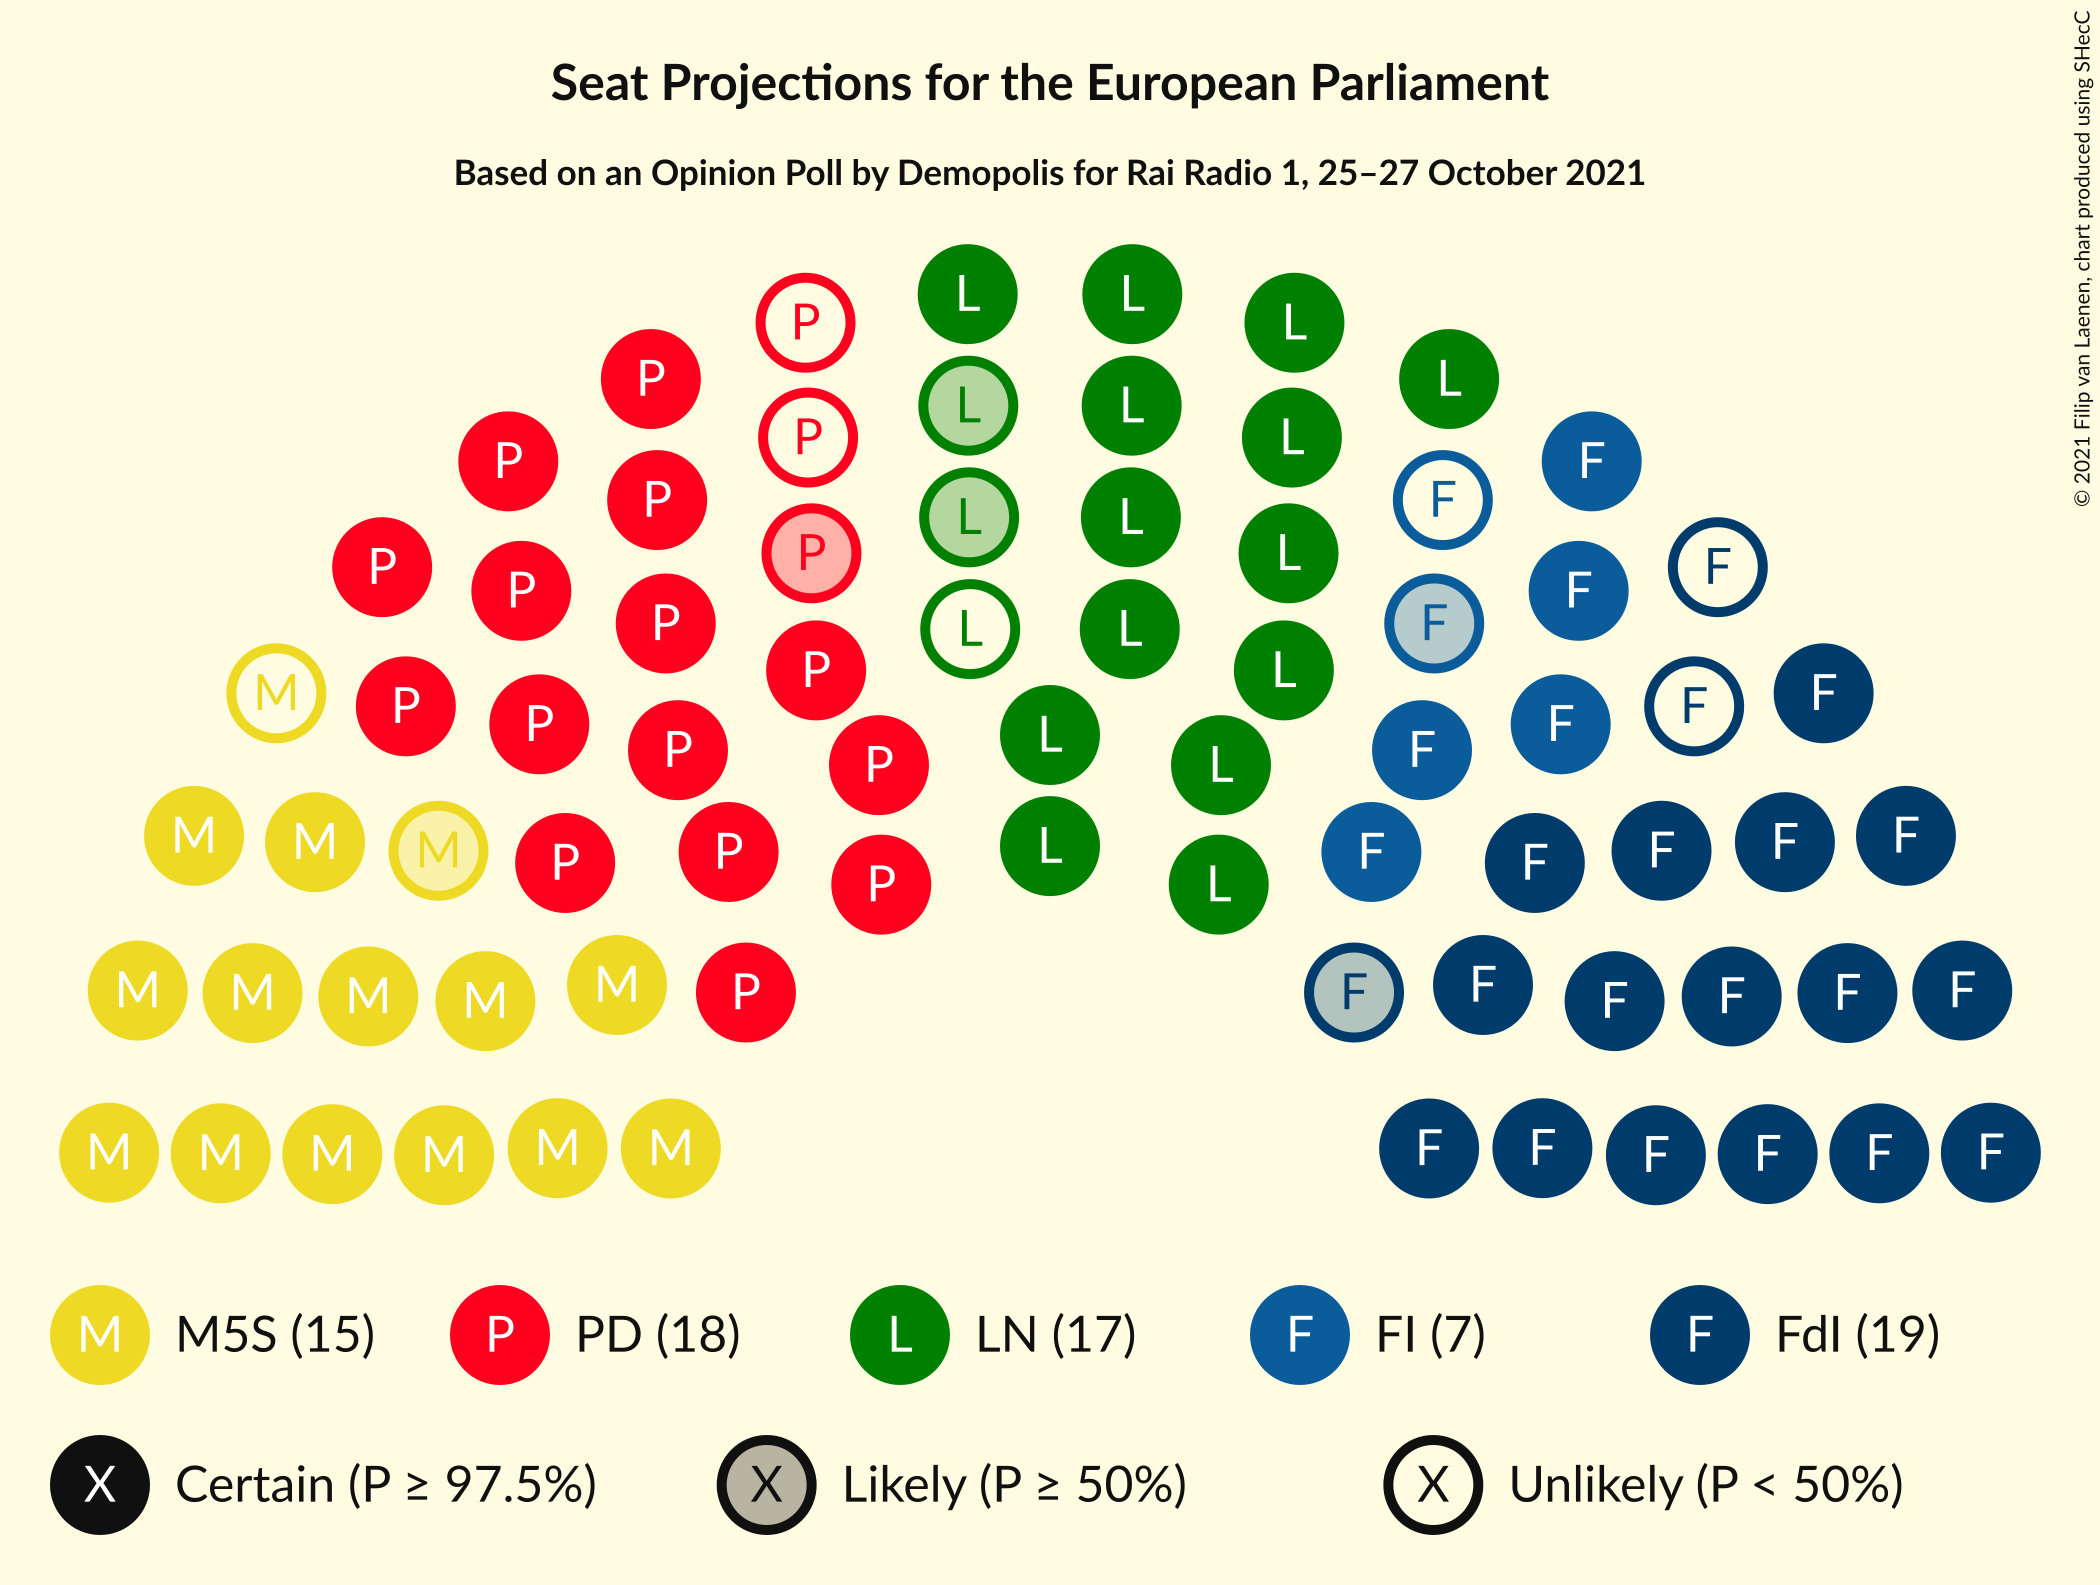 Seat Projections for the European Parliament
Based on an Opinion Poll by Demopolis for Rai Radio 1, 25–27 October 2021
© 2021 Filip van Laenen, chart produced using SHecC
L L
P L L
P L
P L L
P P L F
P F F
P L L
P P L F
P F F
P L L
P P L F
M P F F
P P L F
P L L F
M M F F
M P P F F F
P L L F
P L F
M M M M M P F F F F F F
M M M M M M F F F F F F
M M5S (15) P PD (18) L LN (17) F FI (7) F FdI (19)
X Certain (P ≥ 97.5%) X Likely (P ≥ 50%) X Unlikely (P < 50%)